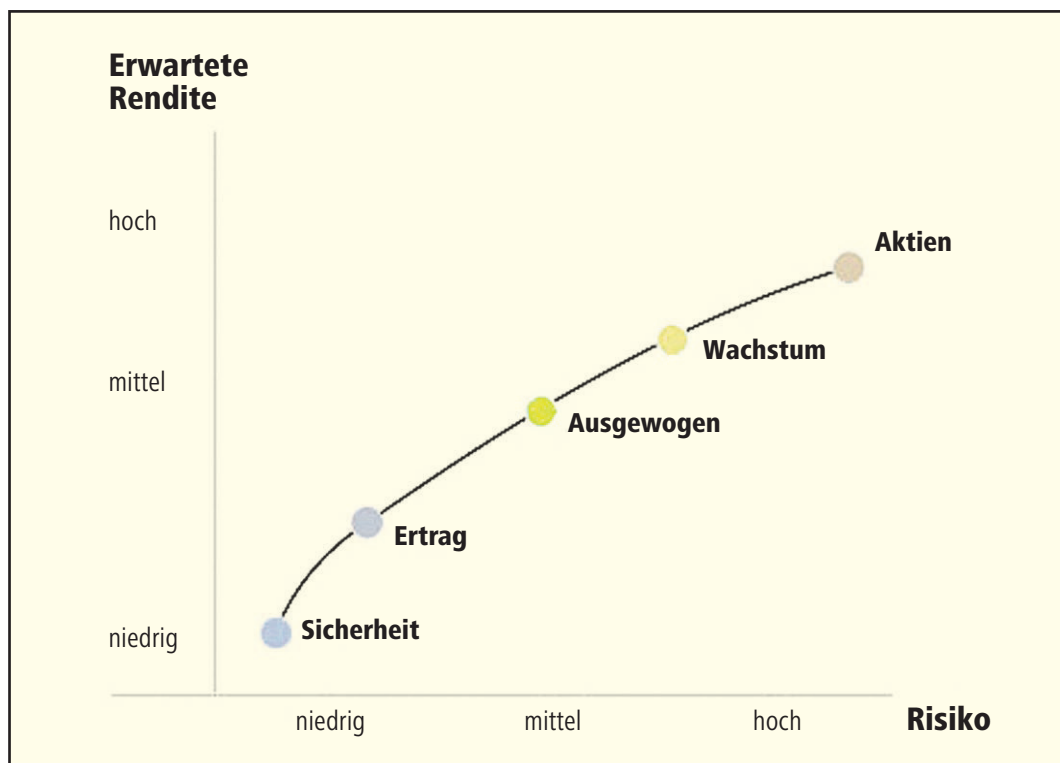 Erwartete
Rendite
hoch
Aktien
Wachstum
mittel
Ausgewogen
Ertrag
Sicherheit
niedrig
niedrig
mittel
hoch
Risiko